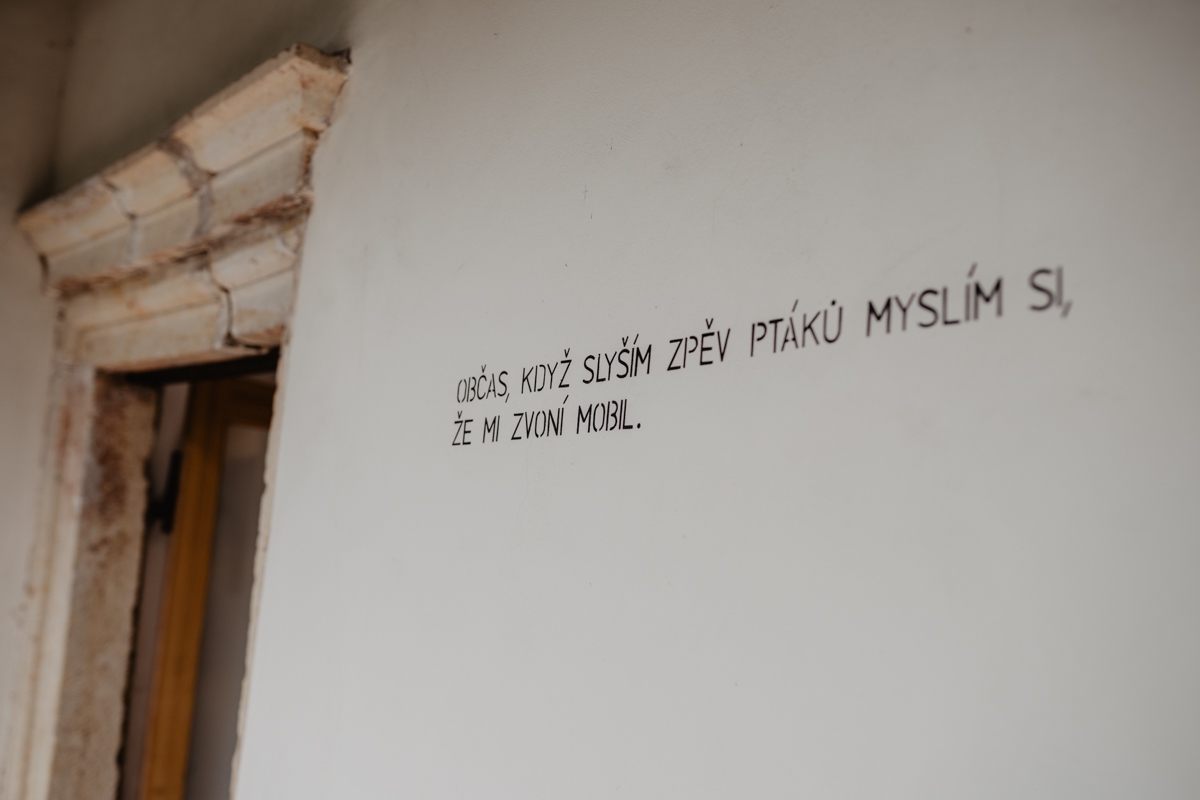 OBČAS, KDYŽ SLYŠÍM ZPĚV PTÁKŮ MYSLÍM SI,
ŽE MI ZVONÍ MOBIL.